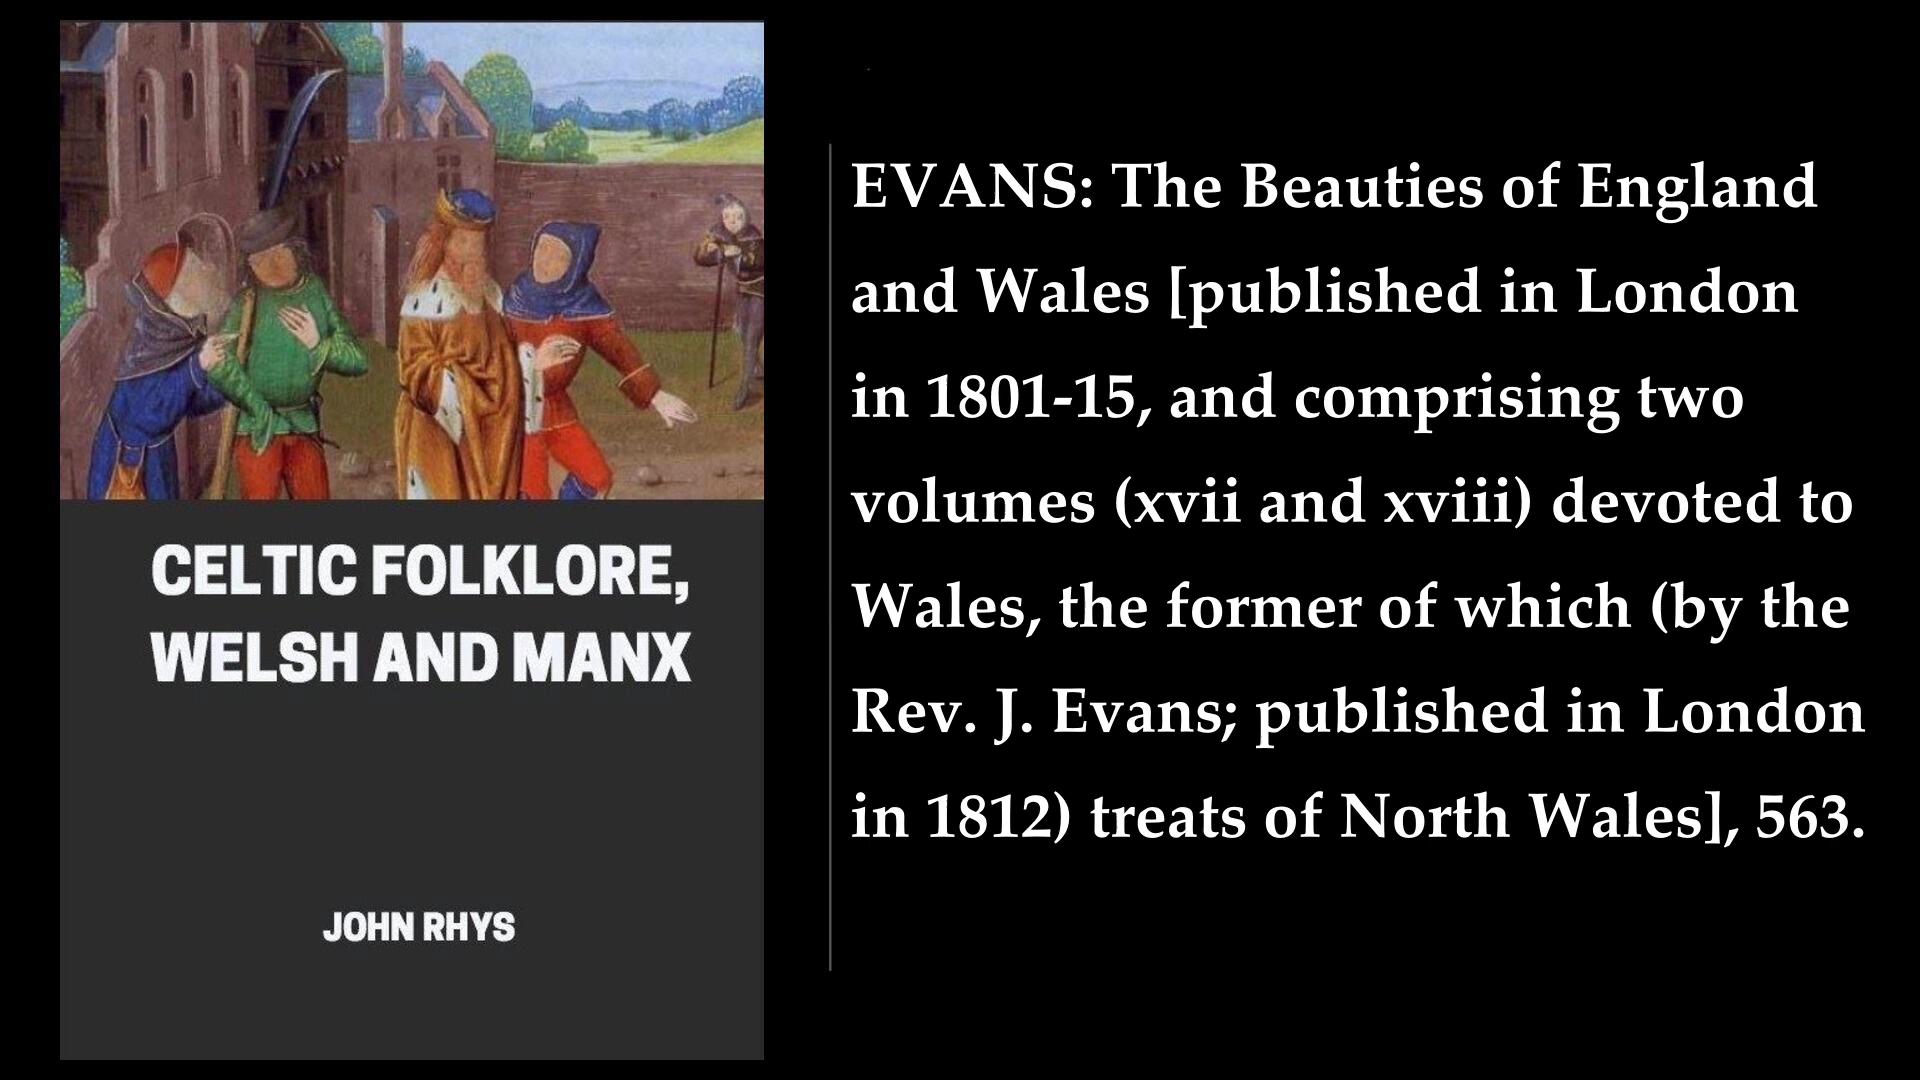 CELTIC FOLKLORE,
WELSH AND MANX
JOHN RHYS
EVANS: The Beauties of England
and Wales [published in London
in 1801-15, and comprising two
volumes (xvii and xviii) devoted to
Wales, the former of which (by the
Rev. J. Evans; published in London
in 1812) treats of North Wales], 563.